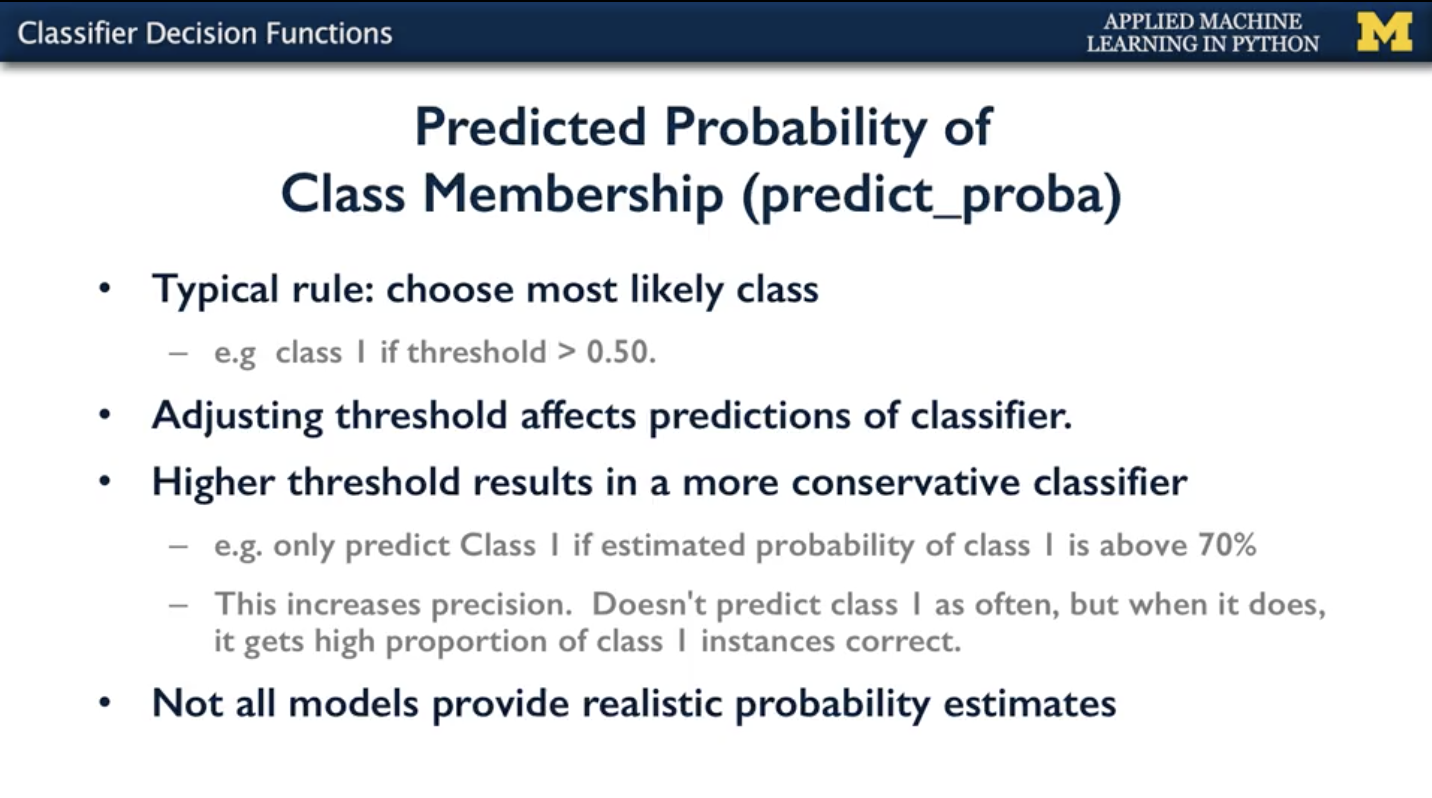 Classifier Decision Functions
APPLIED MACHINE
LEARNING IN PYTHON
M
Predicted Probability of
Class Membership (predict_proba)
• Typical rule: choose most likely class
– e.g  class 1 if threshold > 0.50.
• Adjusting threshold affects predictions of classifier.
• Higher threshold results in a more conservative classifier
– e.g. only predict Class 1 if estimated probability of class 1 is above 70%
– This increases precision.  Doesn't predict class 1 as often, but when it does,
it gets high proportion of class 1 instances correct.
• Not all models provide realistic probability estimates